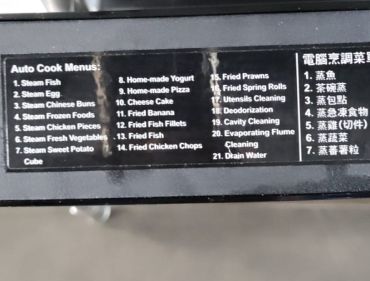 Auto Cook Menus:
1. Steam Fish
2. Steam Egg
3. Steam Chinese Buns
4. Steam Frozen Foods
5. Steam Chicken Pieces
6. Steam Fresh Vegetables
7. Steam Sweet Potato
Cube
8. Home-made Yogurt
9. Home-made Pizza
10. Cheese Cake
11. Fried Banana
12. Fried Fish Fillets
13. Fried Fish
14. Fried Chicken Chops
15. Fried Prawns
16. Fried Spring Rolls
17. Utensils Cleaning
18. Deodorization
19. Cavity Cleaning
20. Evaporating Flume
Cleaning
21. Drain Water
電腦烹調菜單
1. 蒸魚
2. 茶碗蒸
3. 蒸包點
4. 蒸急凍食物
5. 蒸雞(切件)
6. 蒸蔬菜
7. 蒸蕃薯粒